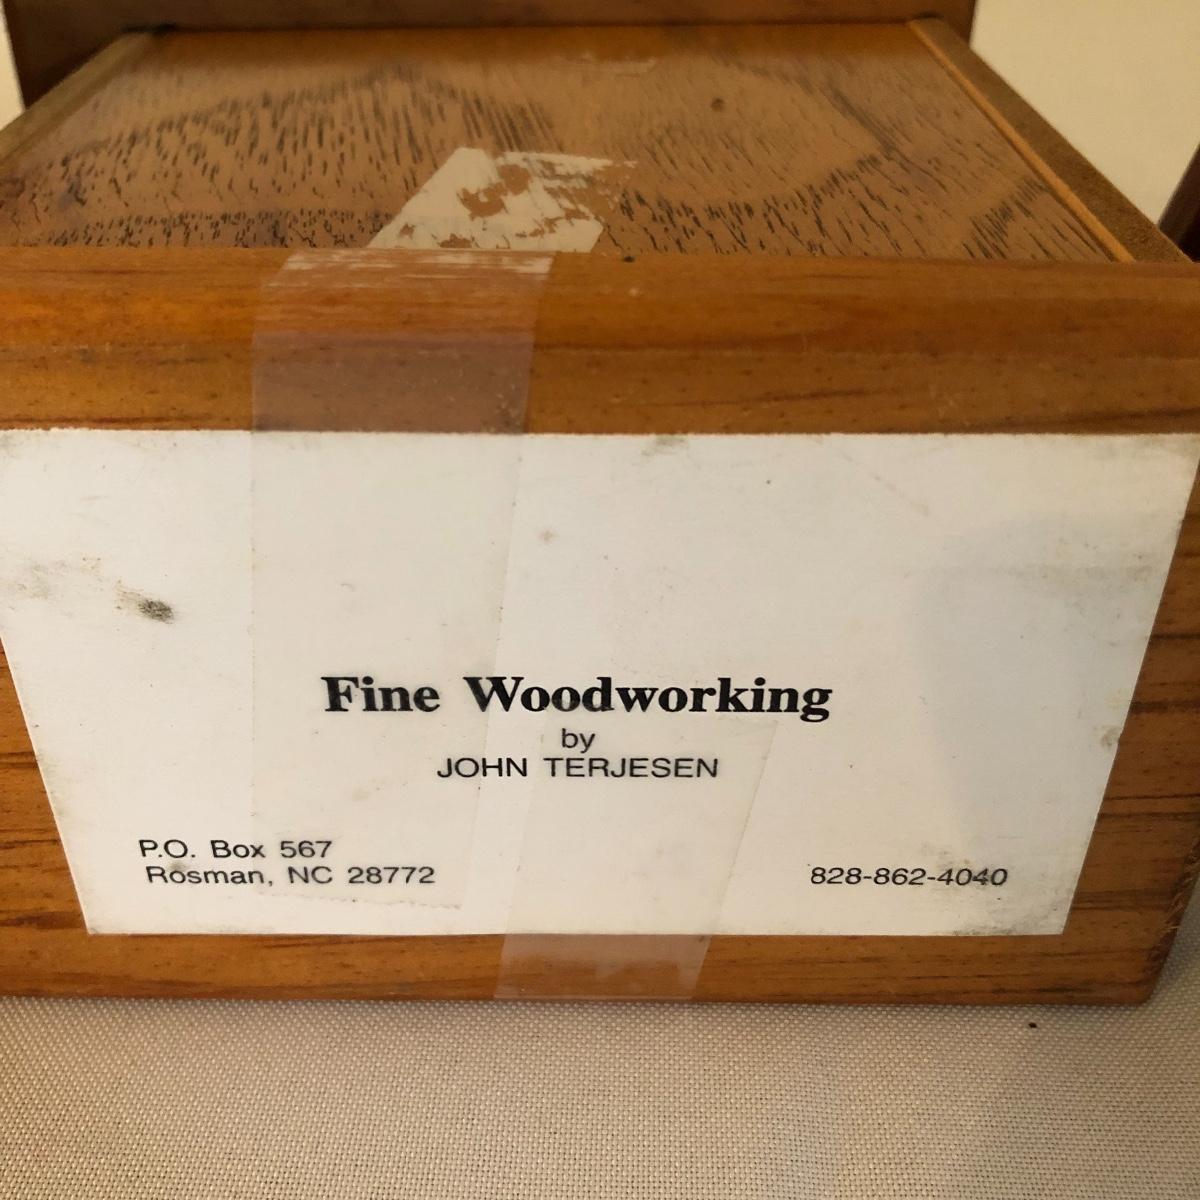 Fine Woodworking
by
JOHN TERJESEN
P.O. Box 567
Rosman, NC 28772
828-862-4040